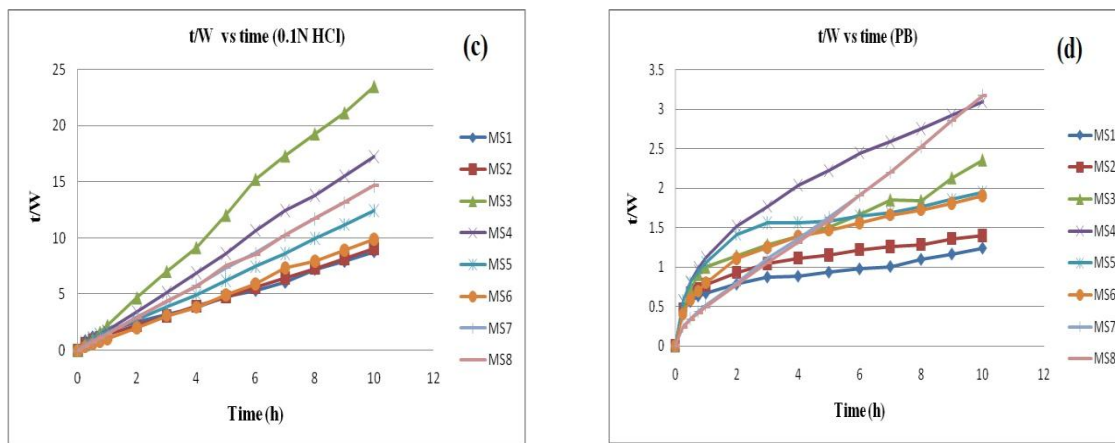 t/W vs time (0.1N HCl)
(c)
25
20
15
10
5
0
t/W
0 2 4 6 8 10 12
Time (h)
MS1
MS2
MS3
MS4
MS5
MS6
MS7
MS8
t/W vs time (PB)
(d)
3.5
3
2.5
2
1.5
1
0.5
0
t/W
0 2 4 6 8 10 12
Time (h)
MS1
MS2
MS3
MS4
MS5
MS6
MS7
MS8